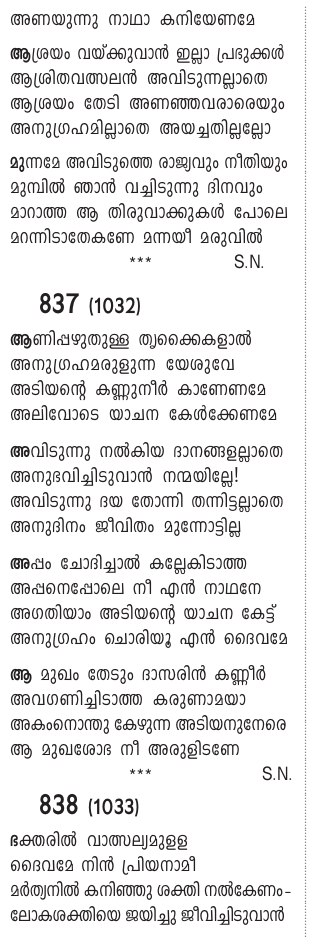 അണയുന്നു നാഥാ കനിയേണമേ
ആശ്രയം വയ്ക്കുവാൻ ഇല്ലാ പ്രഭുക്കൾ
ആശ്രിതവത്സലൻ അവിടുന്നല്ലാതെ
ആശ്രയം തേടി അണഞ്ഞവരാരെയും
അനുഗ്രഹമില്ലാതെ അയച്ചതില്ലല്ലോ
മുന്നമേ അവിടുത്തെ രാജ്യവും നീതിയും
മുമ്പിൽ ഞാൻ വച്ചിടുന്നു ദിനവും
മാറാത്ത ആ തിരുവാക്കുകൾ പോലെ
മറന്നിടാതേകണേ മന്നയീ മരുവിൽ
*** S.N.
837 (1032)
ആണിപ്പഴുതുള്ള തൃക്കൈകളാൽ
അനുഗ്രഹമരുളുന്ന യേശുവേ
അടിയന്റെ കണ്ണുനീർ കാണേണമേ
അലിവോടെ യാചന കേൾക്കേണമേ
അവിടുന്നു നൽകിയ ദാനങ്ങളല്ലാതെ
അനുഭവിച്ചിടുവാൻ നന്മയില്ലേ!
അവിടുന്നു ദയ തോന്നി തന്നിട്ടല്ലാതെ
അനുദിനം ജീവിതം മുന്നോട്ടില്ല
അപ്പം ചോദിച്ചാൽ കല്ലേകിടാത്ത
അപ്പനെപ്പോലെ നീ എൻ നാഥനേ
അഗതിയാം അടിയന്റെ യാചന കേട്ട്
അനുഗ്രഹം ചൊരിയൂ എൻ ദൈവമേ
ആ മുഖം തേടും ദാസരിൻ കണ്ണീർ
അവഗണിച്ചിടാത്ത കരുണാമയാ
അകംനൊന്തു കേഴുന്ന അടിയനുനേരെ
ആ മുഖശോഭ നീ അരുളിടണേ
*** S.N.
838 (1033)
ഭക്തരിൽ വാത്സല്യമുളള
ദൈവമേ നിൻ പ്രിയനാമീ
മർത്യനിൽ കനിഞ്ഞു ശക്തി നൽകേണം-
ലോകശക്തിയെ ജയിച്ചു ജീവിച്ചിടുവാൻ